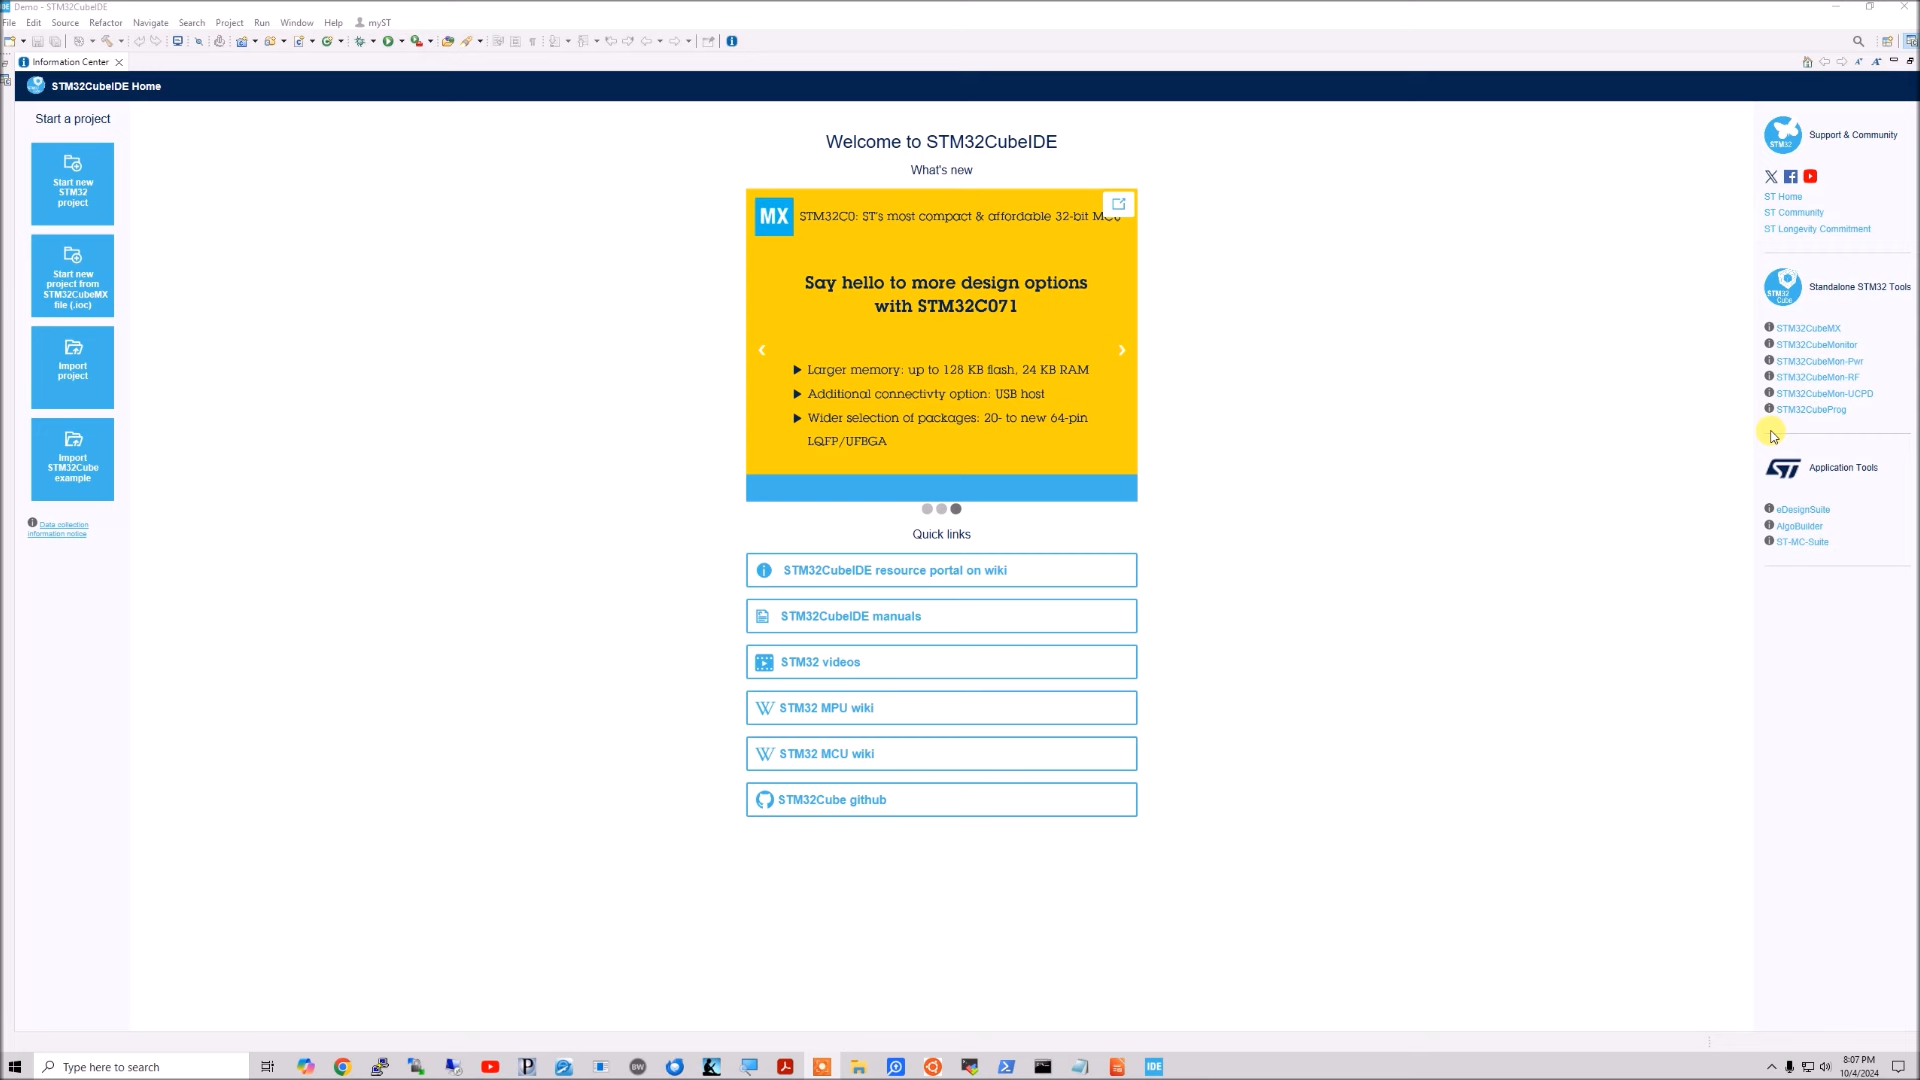 IDE Demo - STM32CubeIDE
File Edit Source Refactor Navigate Search Project Run Window Help myST
Information Center
STM32CubeIDE Home
Start a project
Start new
STM32
project
Start new
project from
STM32CubeMX
file (.ioc)
Import
project
Import
STM32Cube
example
Data collection
information notice
Welcome to STM32CubeIDE
What's new
MX STM32C0: ST's most compact & affordable 32-bit MCU
Say hello to more design options
with STM32C071
Larger memory: up to 128 KB flash, 24 KB RAM
Additional connectivty option: USB host
Wider selection of packages: 20- to new 64-pin
LQFP/UFBGA
Quick links
STM32CubeIDE resource portal on wiki
STM32CubeIDE manuals
STM32 videos
STM32 MPU wiki
STM32 MCU wiki
STM32Cube github
STM32
Support & Community
ST Home
ST Community
ST Longevity Commitment
STM32
Cube
Standalone STM32 Tools
STM32CubeMX
STM32CubeMonitor
STM32CubeMon-Pwr
STM32CubeMon-RF
STM32CubeMon-UCPD
STM32CubeProg
ST Application Tools
eDesignSuite
AlgoBuilder
ST-MC-Suite
Type here to search
BW
IDE
8:07 PM
10/4/2024